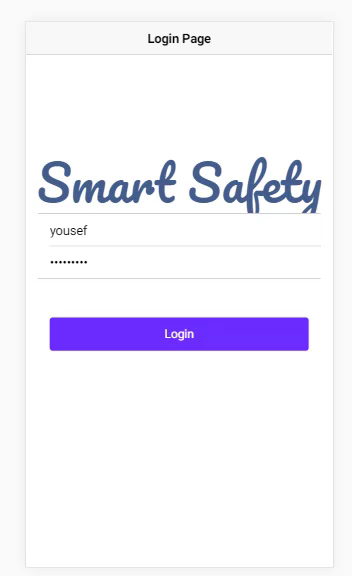 Login Page
Smart Safety
yousef
•••••••••
Login